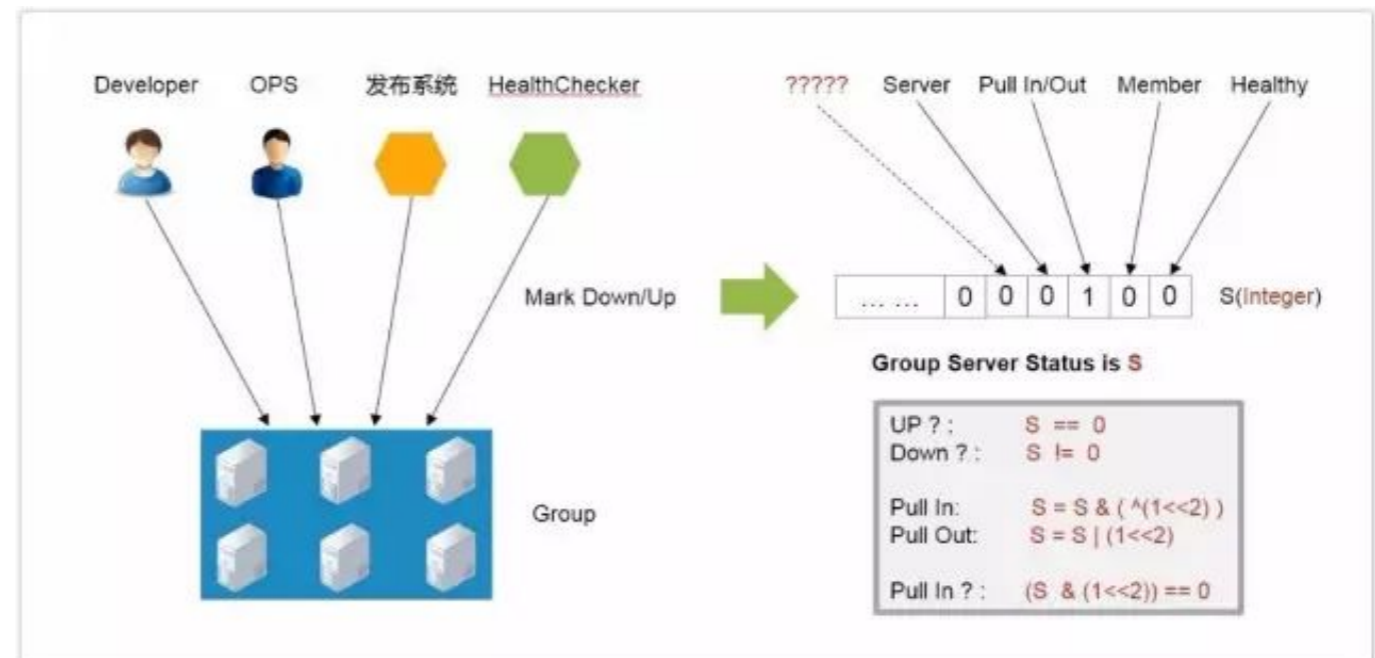 Developer OPS 发布系统 HealthChecker
????? Server Pull In/Out Member Healthy
Mark Down/Up
... ... 0 0 0 1 0 0 S(Integer)
Group Server Status is S
UP ? : S == 0
Down ? : S != 0
Pull In: S = S & ( ^(1<<2) )
Pull Out: S = S | (1<<2)
Pull In ? : (S & (1<<2)) == 0
Group